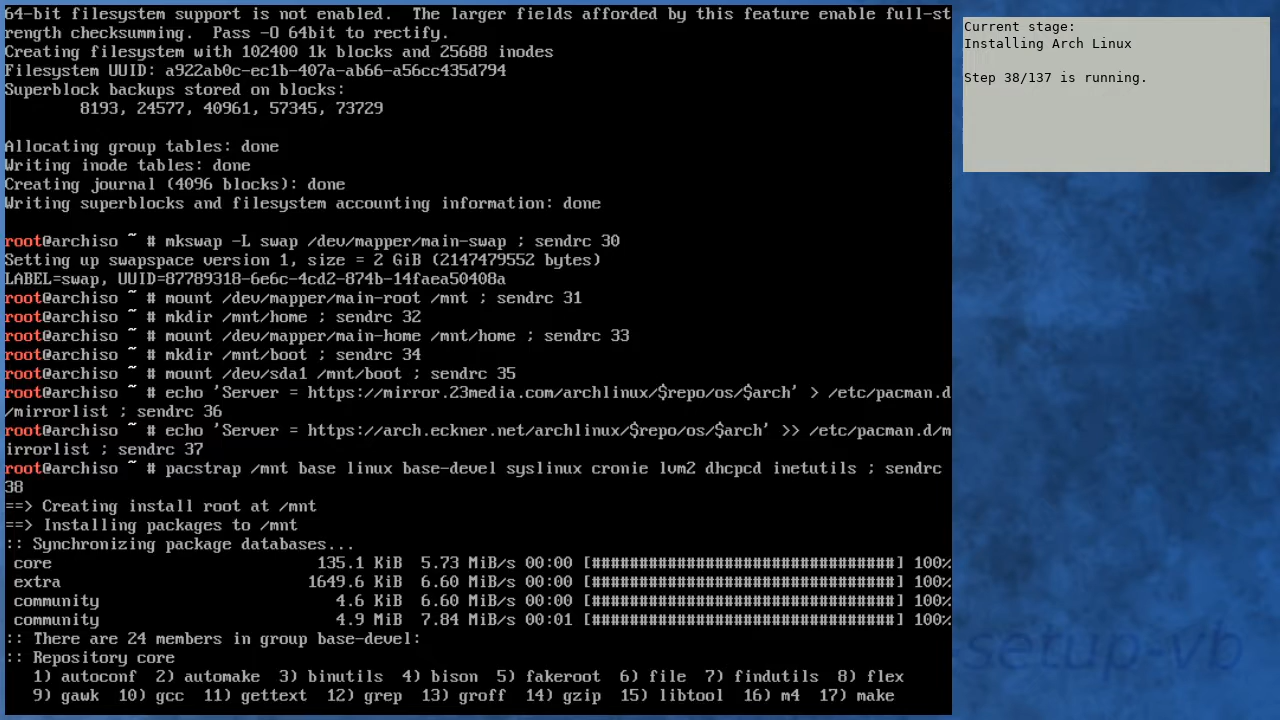 64-bit filesystem support is not enabled.  The larger fields afforded by this feature enable full-st
rength checksumming.  Pass -O 64bit to rectify.
Creating filesystem with 102400 1k blocks and 25688 inodes
Filesystem UUID: a922ab0c-ec1b-407a-ab66-a56cc435d794
Superblock backups stored on blocks:
        8193, 24577, 40961, 57345, 73729

Allocating group tables: done
Writing inode tables: done
Creating journal (4096 blocks): done
Writing superblocks and filesystem accounting information: done

root@archiso ~ # mkswap -L swap /dev/mapper/main-swap ; sendrc 30
Setting up swapspace version 1, size = 2 GiB (2147479552 bytes)
LABEL=swap, UUID=87789318-6e6c-4cd2-874b-14faea50408a
root@archiso ~ # mount /dev/mapper/main-root /mnt ; sendrc 31
root@archiso ~ # mkdir /mnt/home ; sendrc 32
root@archiso ~ # mount /dev/mapper/main-home /mnt/home ; sendrc 33
root@archiso ~ # mkdir /mnt/boot ; sendrc 34
root@archiso ~ # mount /dev/sda1 /mnt/boot ; sendrc 35
root@archiso ~ # echo 'Server = https://mirror.23media.com/archlinux/$repo/os/$arch' > /etc/pacman.d
/mirrorlist ; sendrc 36
root@archiso ~ # echo 'Server = https://arch.eckner.net/archlinux/$repo/os/$arch' >> /etc/pacman.d/m
irrorlist ; sendrc 37
root@archiso ~ # pacstrap /mnt base linux base-devel syslinux cronie lvm2 dhcpcd inetutils ; sendrc
38
==> Creating install root at /mnt
==> Installing packages to /mnt
:: Synchronizing package databases...
 core                            135.1 KiB  5.73 MiB/s 00:00 [################################] 100%
 extra                          1649.6 KiB  6.60 MiB/s 00:00 [################################] 100%
 community                         4.6 KiB  6.60 MiB/s 00:00 [################################] 100%
 community                         4.9 MiB  7.84 MiB/s 00:01 [################################] 100%
:: There are 24 members in group base-devel:
:: Repository core
   1) autoconf  2) automake  3) binutils  4) bison  5) fakeroot  6) file  7) findutils  8) flex
   9) gawk  10) gcc  11) gettext  12) grep  13) groff  14) gzip  15) libtool  16) m4  17) make
Current stage:
Installing Arch Linux

Step 38/137 is running.
setup-vb